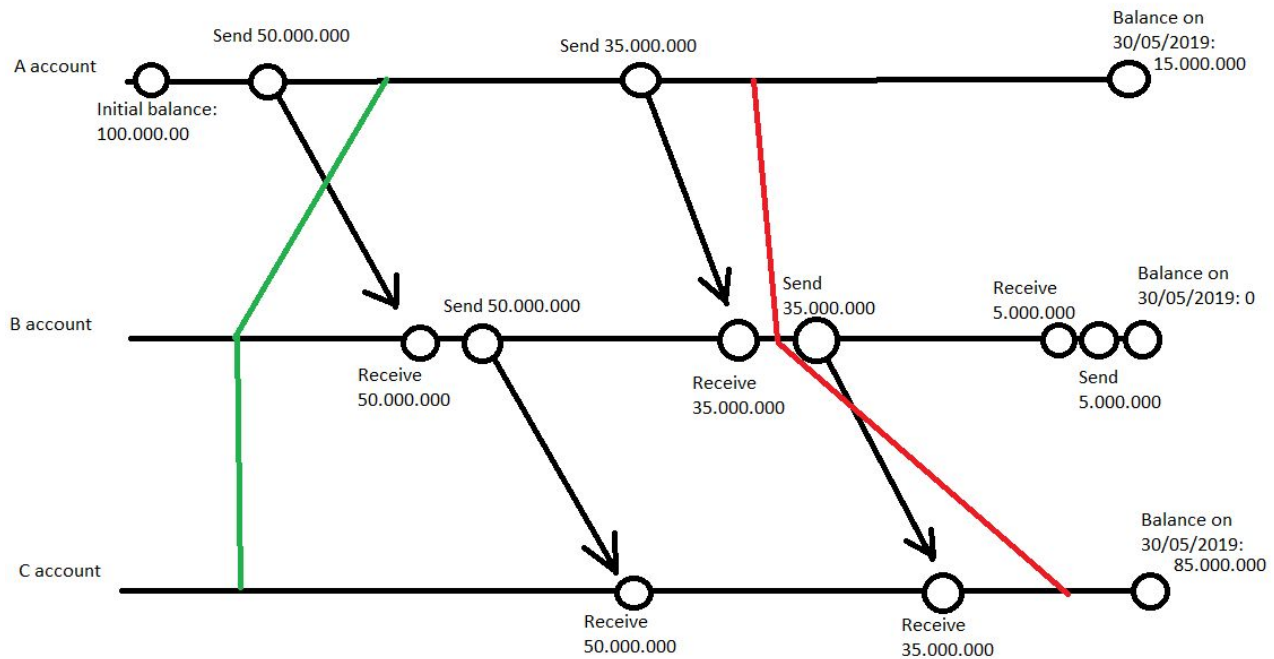 Send 50.000.000
Send 35.000.000
Balance on
30/05/2019:
15.000.000
A account
Initial balance:
100.000.00
Send 50.000.000
Send
35.000.000
Receive
5.000.000
Balance on
30/05/2019: 0
B account
Receive
50.000.000
Receive
35.000.000
Send
5.000.000
Balance on
30/05/2019:
85.000.000
C account
Receive
50.000.000
Receive
35.000.000